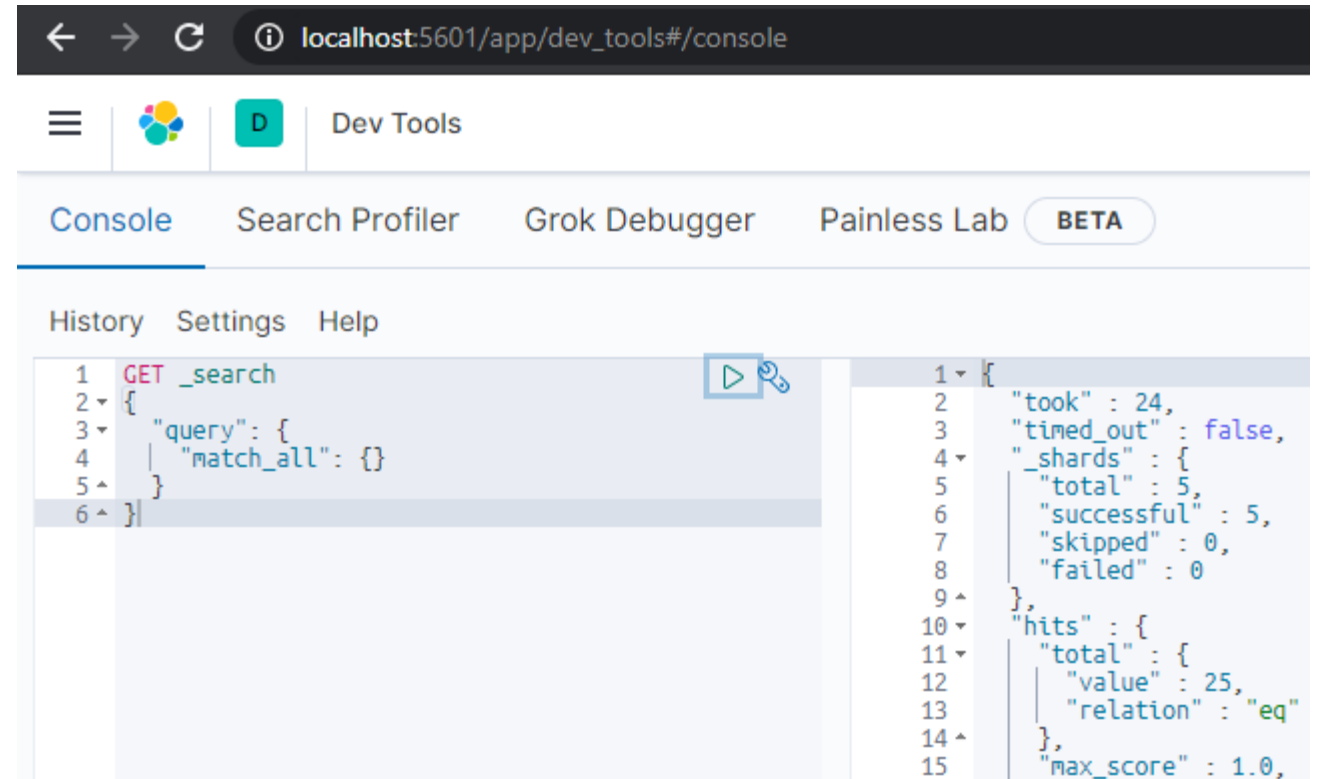 localhost:5601/app/dev_tools#/console
D Dev Tools
Console Search Profiler Grok Debugger Painless Lab BETA
History Settings Help
1 GET _search
2 {
3 "query": {
4 "match_all": {}
5 }
6 }
1 {
2 "took" : 24,
3 "timed_out" : false,
4 "_shards" : {
5 "total" : 5,
6 "successful" : 5,
7 "skipped" : 0,
8 "failed" : 0
9 },
10 "hits" : {
11 "total" : {
12 "value" : 25,
13 "relation" : "eq"
14 },
15 "max_score" : 1.0,